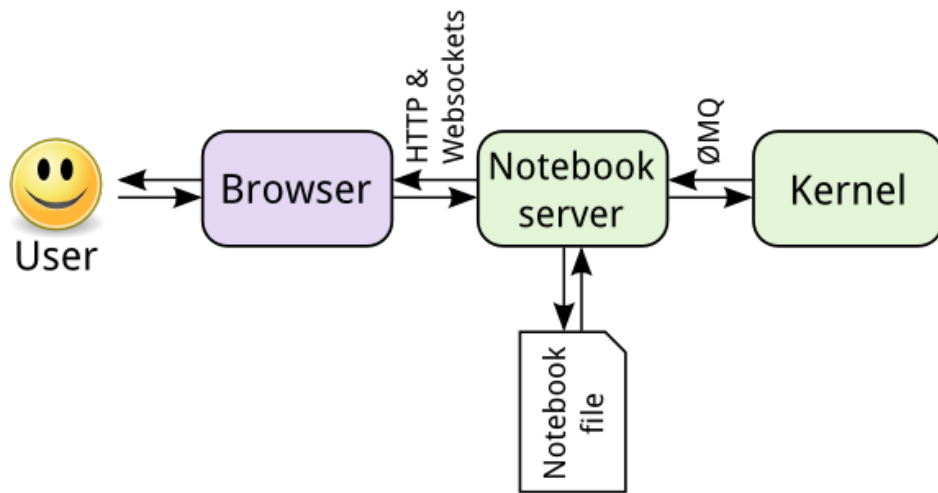 User
Browser
HTTP &
Websockets
Notebook
server
ØMQ
Kernel
Notebook
file